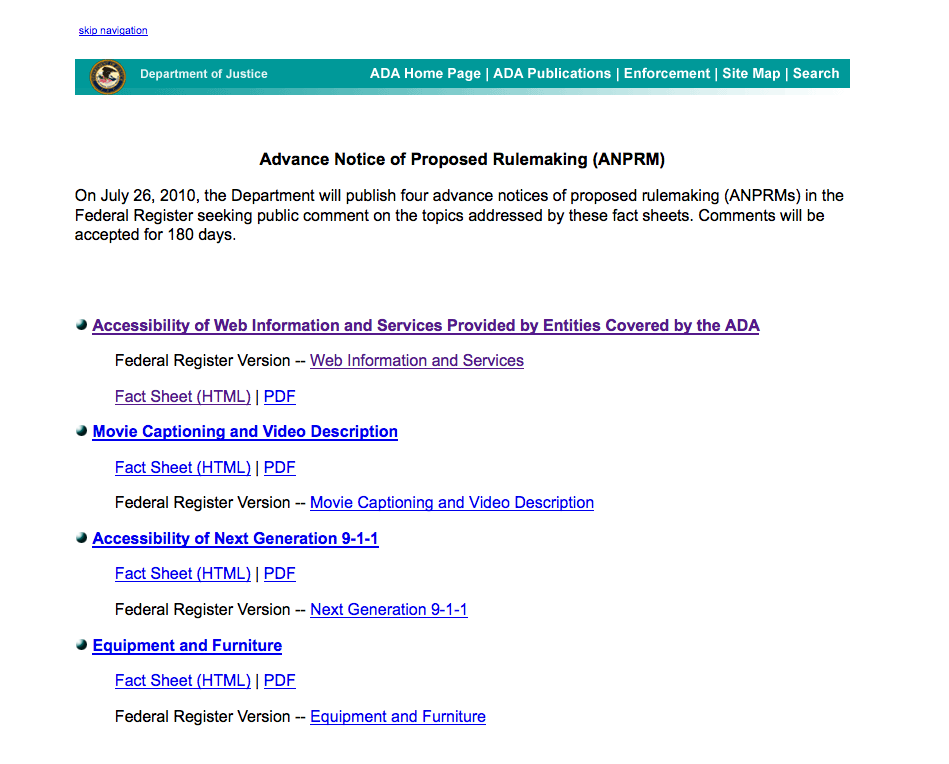 skip navigation
Department of Justice
ADA Home Page | ADA Publications | Enforcement | Site Map | Search
Advance Notice of Proposed Rulemaking (ANPRM)
On July 26, 2010, the Department will publish four advance notices of proposed rulemaking (ANPRMs) in the
Federal Register seeking public comment on the topics addressed by these fact sheets. Comments will be
accepted for 180 days.
Accessibility of Web Information and Services Provided by Entities Covered by the ADA
Federal Register Version -- Web Information and Services
Fact Sheet (HTML) | PDF
Movie Captioning and Video Description
Fact Sheet (HTML) | PDF
Federal Register Version -- Movie Captioning and Video Description
Accessibility of Next Generation 9-1-1
Fact Sheet (HTML) | PDF
Federal Register Version -- Next Generation 9-1-1
Equipment and Furniture
Fact Sheet (HTML) | PDF
Federal Register Version -- Equipment and Furniture